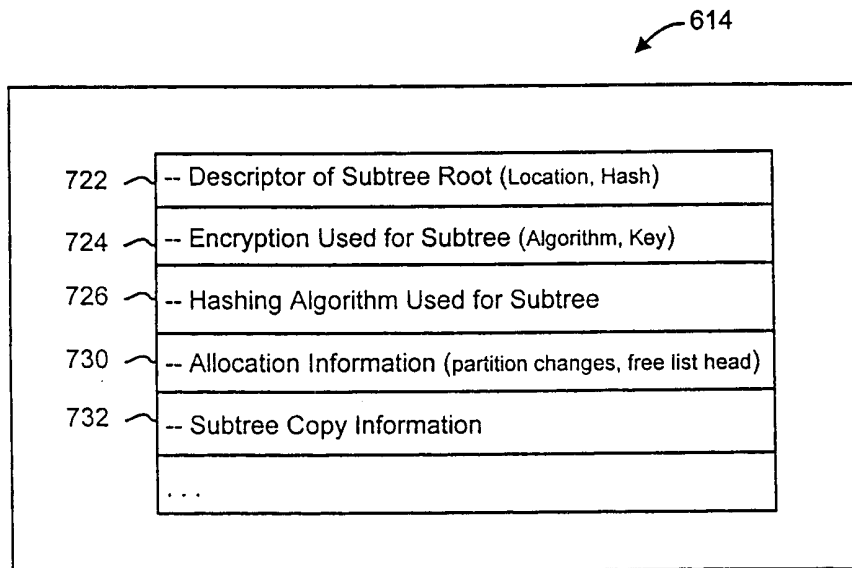 614
722 -- Descriptor of Subtree Root (Location, Hash)
724 -- Encryption Used for Subtree (Algorithm, Key)
726 -- Hashing Algorithm Used for Subtree
730 -- Allocation Information (partition changes, free list head)
732 -- Subtree Copy Information
...